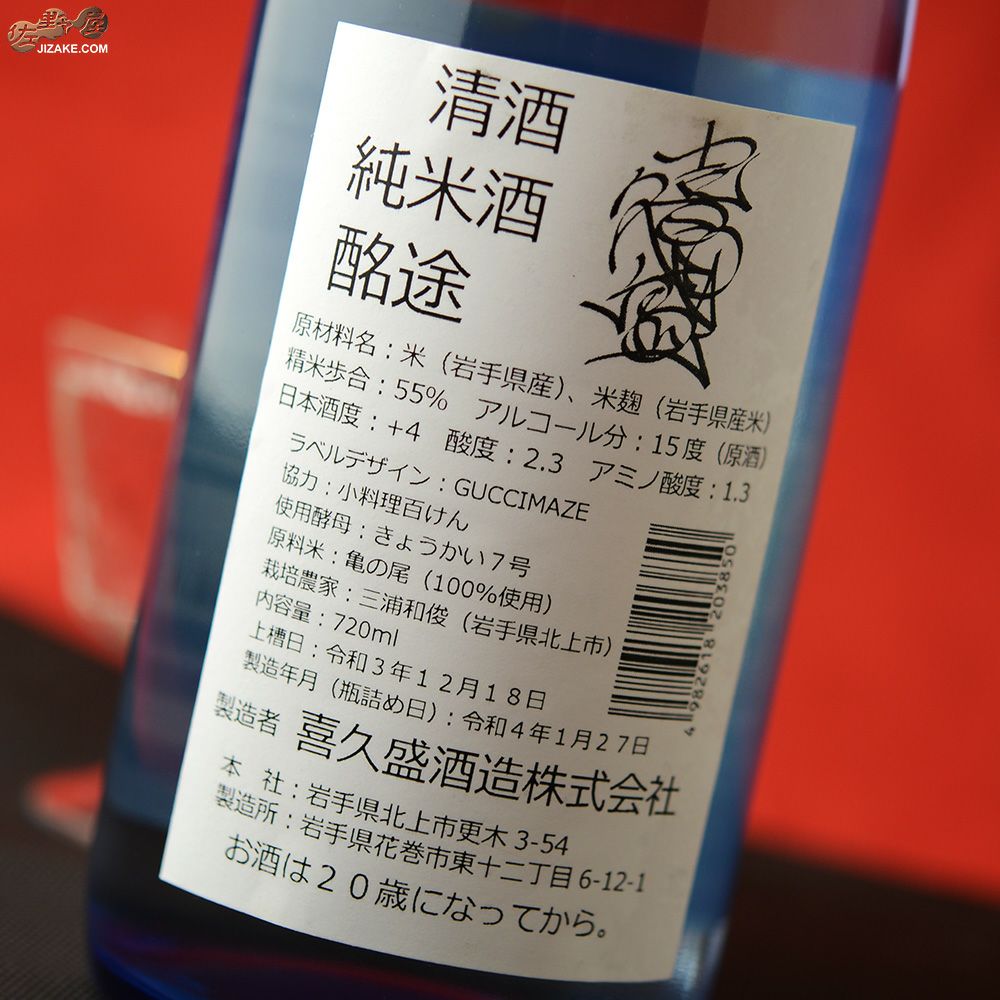 佐野屋
JIZAKE.COM
清酒
純米酒
酩途
原材料名：米（岩手県産）、米麹（岩手県産米）
精米歩合：55%　アルコール分：15度（原酒）
日本酒度：+4　酸度：2.3　アミノ酸度：1.3
ラベルデザイン：GUCCIMAZE
協力：小料理百けん
使用酵母：きょうかい７号
原料米：亀の尾（100%使用）
栽培農家：三浦和俊（岩手県北上市）
内容量：720ml
上槽日：令和３年１２月１８日
製造年月（瓶詰め日）：令和４年１月２７日
製造者　喜久盛酒造株式会社
本　社：岩手県北上市更木 3-54
製造所：岩手県花巻市東十二丁目 6-12-1
お酒は２０歳になってから。
4 982618 203850